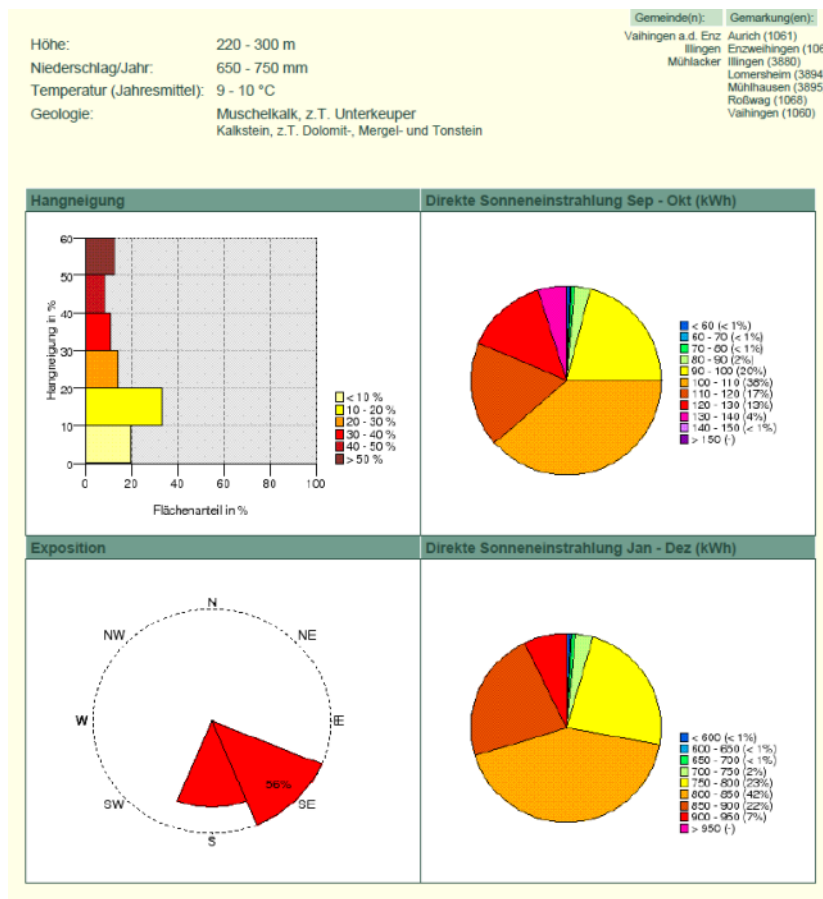 Gemeinde(n): Gemarkung(en):
Höhe: 220 - 300 m
Niederschlag/Jahr: 650 - 750 mm
Temperatur (Jahresmittel): 9 - 10 °C
Geologie: Muschelkalk, z.T. Unterkeuper
Kalkstein, z.T. Dolomit-, Mergel- und Tonstein
Vaihingen a.d. Enz Aurich (1061)
Illingen Enzweihingen (106
Mühlacker Illingen (3880)
Lomersheim (3894
Mühlhausen (3895
Roßwag (1068)
Vaihingen (1060)
Hangneigung
60
50
40
30
20
10
0
Hangneigung in %
0 20 40 60 80 100
Flächenanteil in %
< 10 %
10 - 20 %
20 - 30 %
30 - 40 %
40 - 50 %
> 50 %
Direkte Sonneneinstrahlung Sep - Okt (kWh)
< 60 (< 1%)
60 - 70 (< 1%)
70 - 80 (< 1%)
80 - 90 (2%)
90 - 100 (20%)
100 - 110 (38%)
110 - 120 (17%)
120 - 130 (13%)
130 - 140 (4%)
140 - 150 (< 1%)
> 150 (-)
Exposition
N
NW NE
W E
56%
SW SE
S
Direkte Sonneneinstrahlung Jan - Dez (kWh)
< 600 (< 1%)
600 - 650 (< 1%)
650 - 700 (< 1%)
700 - 750 (2%)
750 - 800 (23%)
800 - 850 (42%)
850 - 900 (22%)
900 - 950 (7%)
> 950 (-)